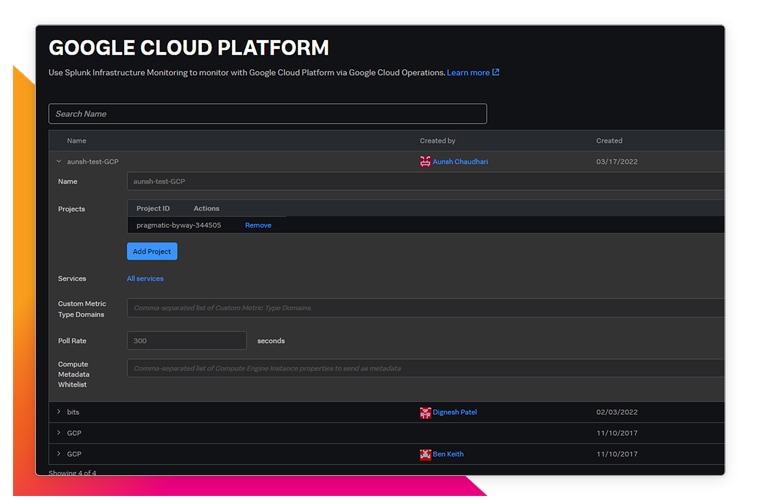 GOOGLE CLOUD PLATFORM
Use Splunk Infrastructure Monitoring to monitor with Google Cloud Platform via Google Cloud Operations. Learn more
Search Name
Name Created by Created
aunsh-test-GCP Aunsh Chaudhari 03/17/2022
Name aunsh-test-GCP
Projects Project ID Actions
pragmatic-byway-344505 Remove
Add Project
Services All services
Custom Metric
Type Domains
Comma-separated list of Custom Metric Type Domains
Poll Rate 300 seconds
Compute
Metadata
Whitelist
Comma-separated list of Compute Engine Instance properties to send as metadata
bits Dignesh Patel 02/03/2022
GCP 11/10/2017
GCP Ben Keith 11/10/2017
Showing 4 of 4